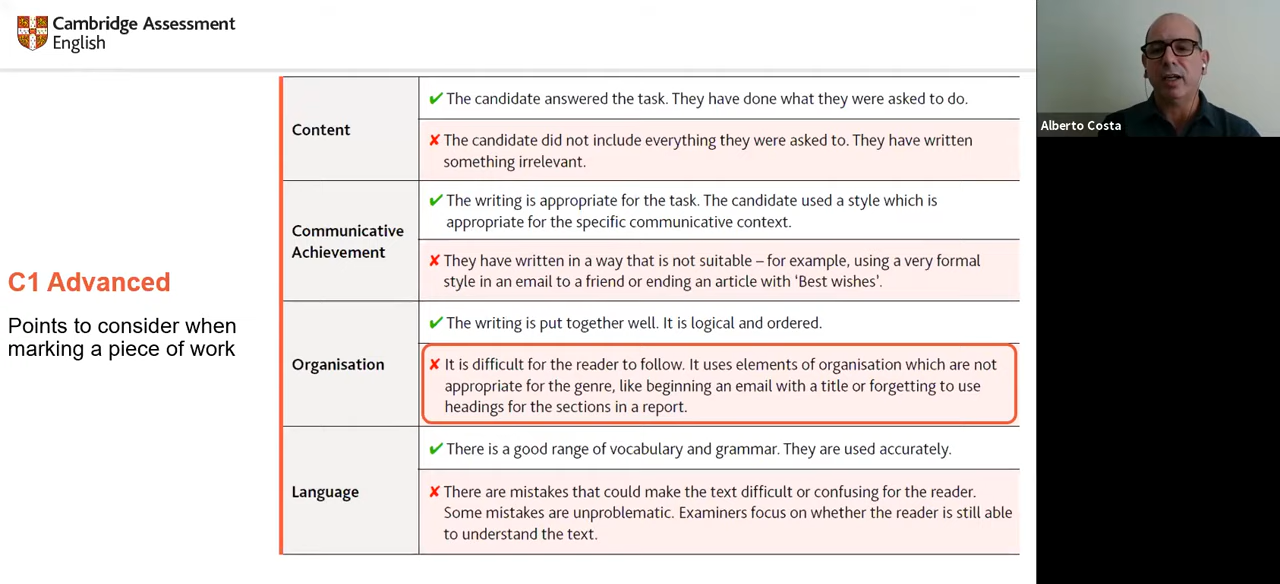 Cambridge Assessment
English
Alberto Costa
C1 Advanced
Points to consider when
marking a piece of work
Content
✔ The candidate answered the task. They have done what they were asked to do.
✘ The candidate did not include everything they were asked to. They have written
something irrelevant.
Communicative
Achievement
✔ The writing is appropriate for the task. The candidate used a style which is
appropriate for the specific communicative context.
✘ They have written in a way that is not suitable – for example, using a very formal
style in an email to a friend or ending an article with ‘Best wishes’.
Organisation
✔ The writing is put together well. It is logical and ordered.
✘ It is difficult for the reader to follow. It uses elements of organisation which are not
appropriate for the genre, like beginning an email with a title or forgetting to use
headings for the sections in a report.
Language
✔ There is a good range of vocabulary and grammar. They are used accurately.
✘ There are mistakes that could make the text difficult or confusing for the reader.
Some mistakes are unproblematic. Examiners focus on whether the reader is still able
to understand the text.